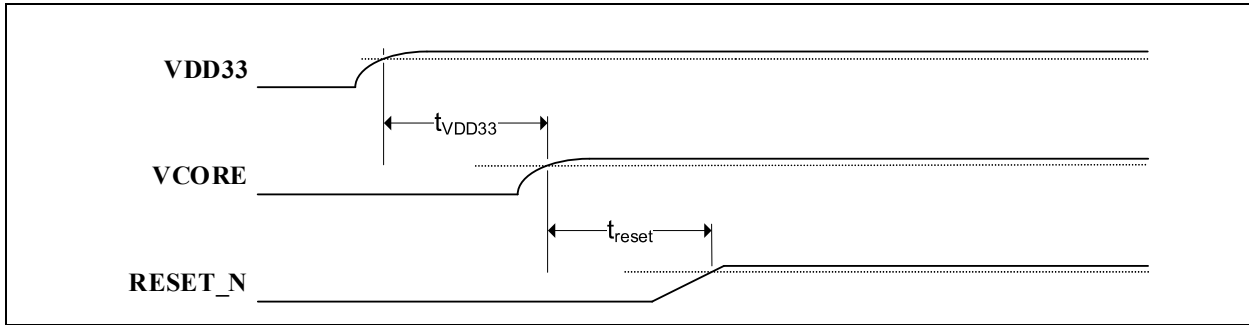 VDD33
tVDD33
VCORE
treset
RESET_N